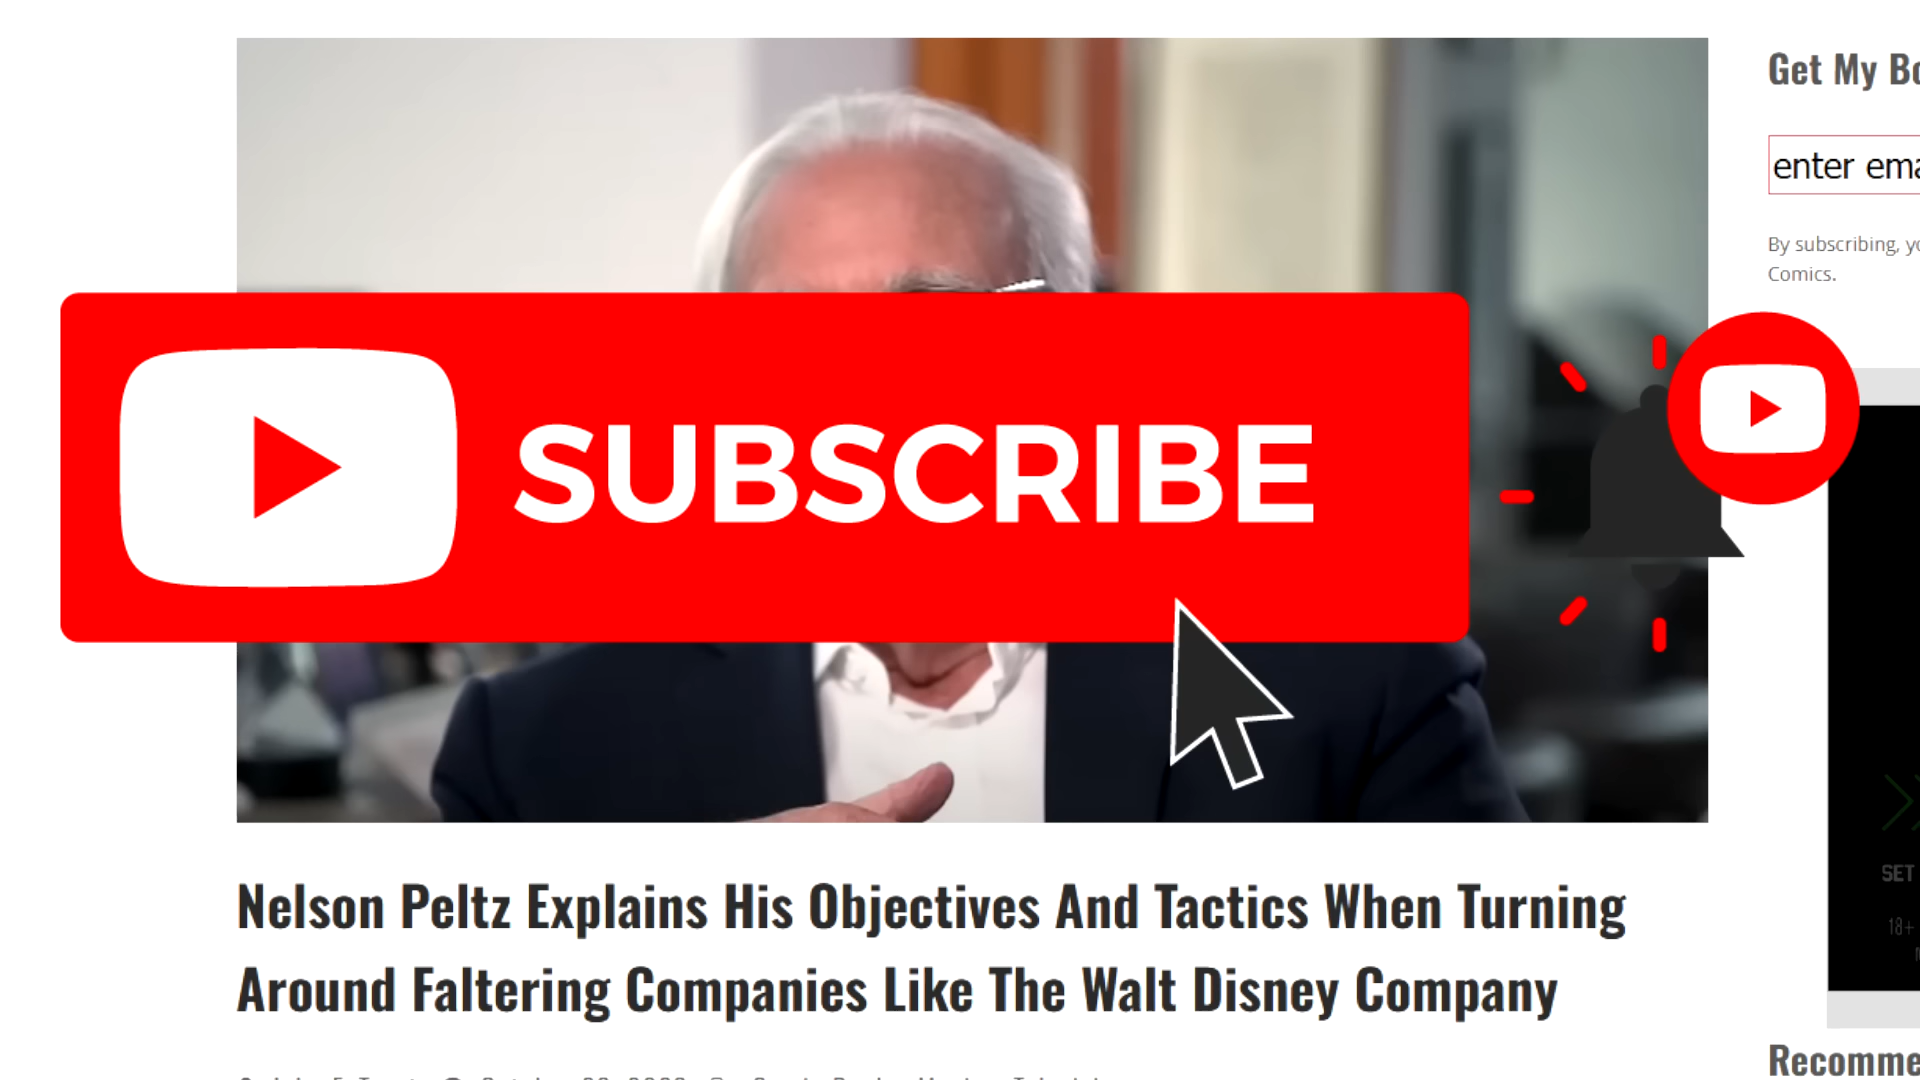 Get My Bo
enter ema
By subscribing, yo
Comics.
SUBSCRIBE
SET
18+
Nelson Peltz Explains His Objectives And Tactics When Turning
Around Faltering Companies Like The Walt Disney Company
Recomme